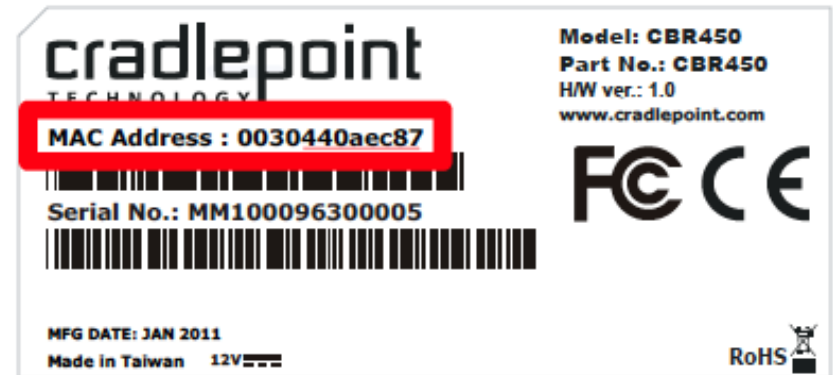 cradlepoint
TECHNOLOGY
MAC Address : 0030440aec87
Serial No.: MM100096300005
MFG DATE: JAN 2011
Made in Taiwan 12V
Model: CBR450
Part No.: CBR450
H/W ver.: 1.0
www.cradlepoint.com
FC CE
RoHS